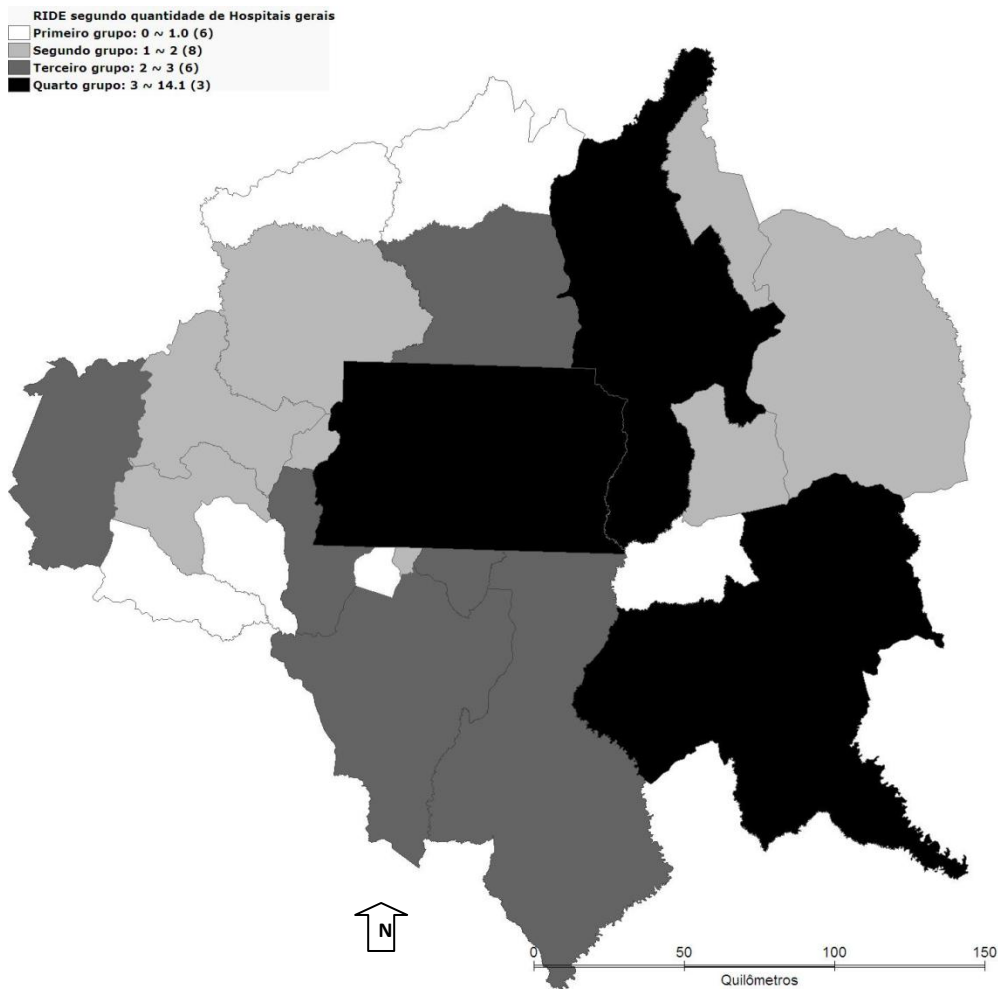 RIDE segundo quantidade de Hospitais gerais
Primeiro grupo: 0 ~ 1.0 (6)
Segundo grupo: 1 ~ 2 (8)
Terceiro grupo: 2 ~ 3 (6)
Quarto grupo: 3 ~ 14.1 (3)
N
0 50 100 150
Quilômetros